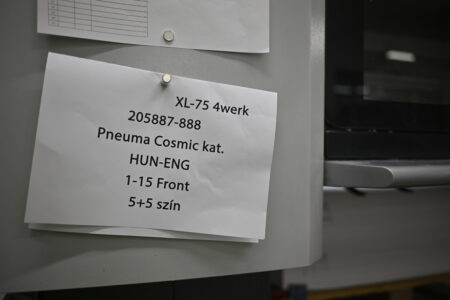 XL-75 4werk
205887-888
Pneuma Cosmic kat.
HUN-ENG
1-15 Front
5+5 szín